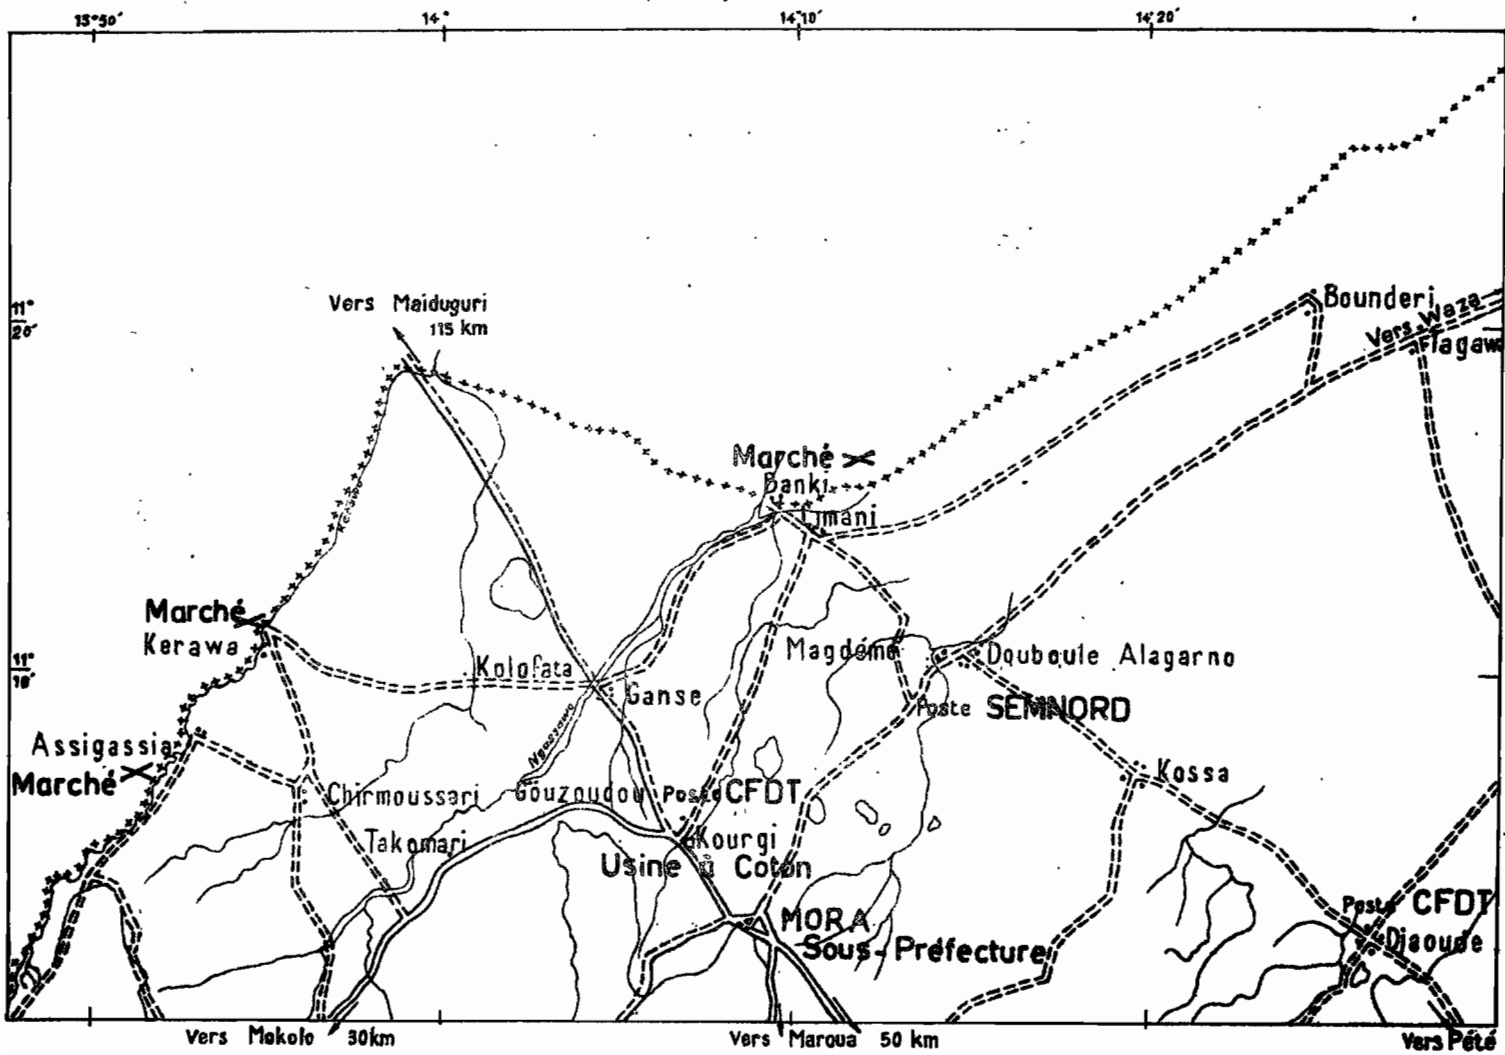 13°50'
14°
14°10'
14°20'
11°
20'
Vers Maiduguri
115 km
Bounderi
Vers Waza
Flagawa
Marché
Banki
Limani
Marché
Kerawa
Kolofata
Ganse
Magdémé
Douboule Alagarno
11°
10'
Poste SEMNORD
Assigassia
Marché
Kossa
Chirmoussari
Gouzoudou
Poste CFDT
Takomari
Kourgi
Usine à Coton
MORA
Sous-Préfecture
Poste CFDT
Djaoude
Vers Mokolo 30km
Vers Maroua 50 km
Vers Pété